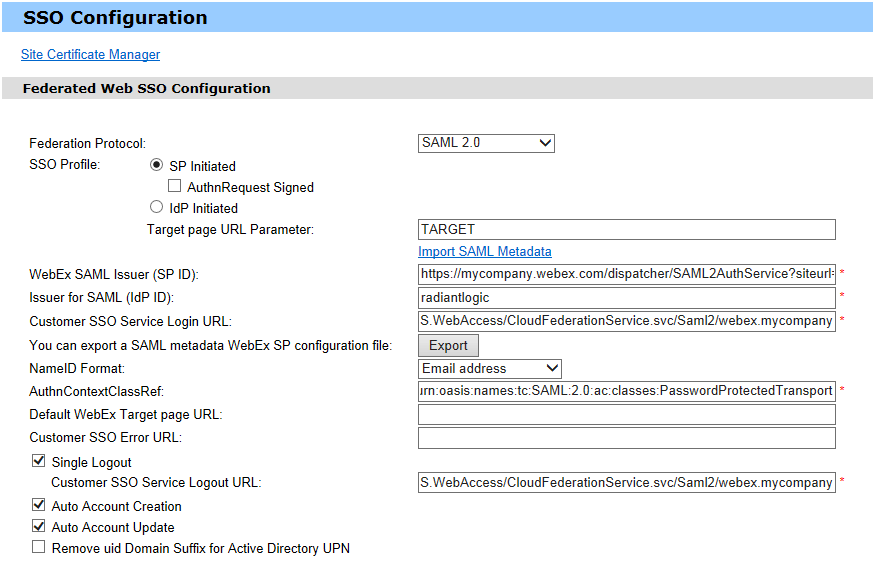 SSO Configuration
Site Certificate Manager
Federated Web SSO Configuration
Federation Protocol: SAML 2.0
SSO Profile: SP Initiated
AuthnRequest Signed
IdP Initiated
Target page URL Parameter: TARGET
Import SAML Metadata
WebEx SAML Issuer (SP ID): https://mycompany.webex.com/dispatcher/SAML2AuthService?siteurl= *
Issuer for SAML (IdP ID): radiantlogic *
Customer SSO Service Login URL: S.WebAccess/CloudFederationService.svc/Saml2/webex.mycompany *
You can export a SAML metadata WebEx SP configuration file: Export
NameID Format: Email address
AuthnContextClassRef: urn:oasis:names:tc:SAML:2.0:ac:classes:PasswordProtectedTransport *
Default WebEx Target page URL:
Customer SSO Error URL:
Single Logout
Customer SSO Service Logout URL: S.WebAccess/CloudFederationService.svc/Saml2/webex.mycompany *
Auto Account Creation
Auto Account Update
Remove uid Domain Suffix for Active Directory UPN